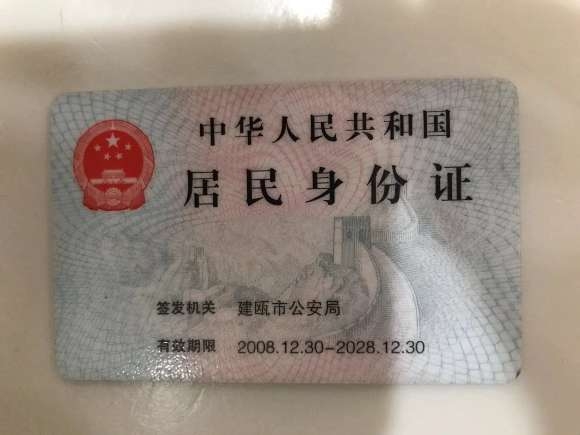 中华人民共和国
居民身份证
签发机关 建瓯市公安局
有效期限 2008.12.30-2028.12.30